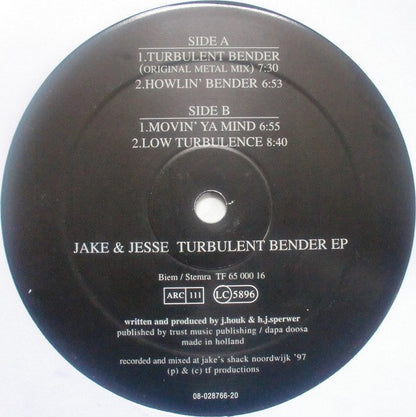 SIDE A
1.TURBULENT BENDER
(ORIGINAL METAL MIX) 7:30
2.HOWLIN' BENDER 6:53
SIDE B
1.MOVIN' YA MIND 6:55
2.LOW TURBULENCE 8:40
JAKE & JESSE TURBULENT BENDER EP
Biem / Stemra TF 65 000 16
ARC 111 LC 5896
written and produced by j.houk & h.j.sperwer
published by trust music publishing / dapa doosa
made in holland
recorded and mixed at jake's shack noordwijk '97
(p) & (c) tf productions
08-028766-20